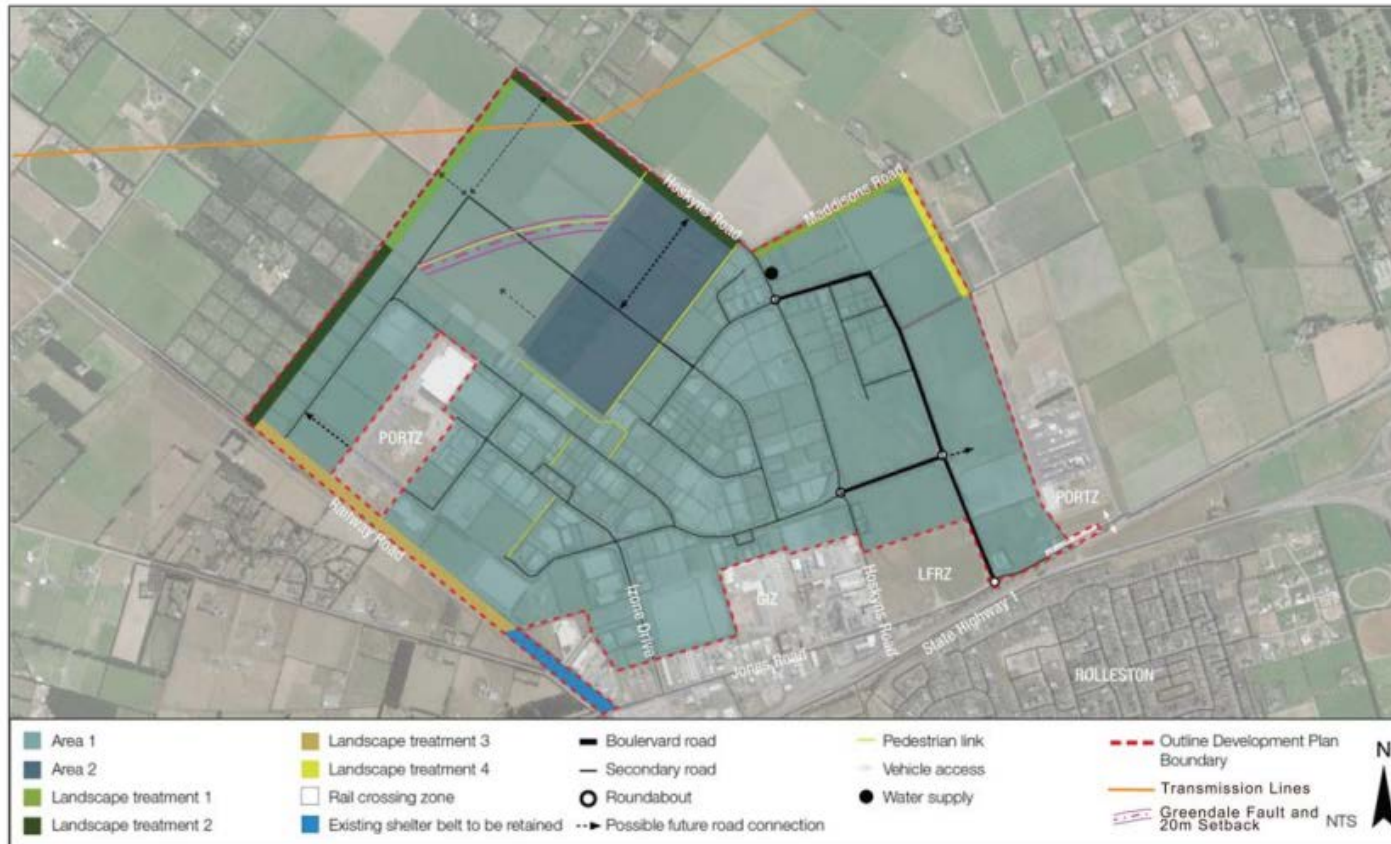 Hoskyns Road
Maddisons Road
PORTZ
Railway Road
PORTZ
Izone Drive
GIZ
Hoskyns Road
LFRZ
State Highway 1
Jones Road
ROLLESTON
Area 1
Area 2
Landscape treatment 1
Landscape treatment 2
Landscape treatment 3
Landscape treatment 4
Rail crossing zone
Existing shelter belt to be retained
Boulevard road
Secondary road
Roundabout
Possible future road connection
Pedestrian link
Vehicle access
Water supply
Outline Development Plan
Boundary
Transmission Lines
Greendale Fault and
20m Setback
NTS
N